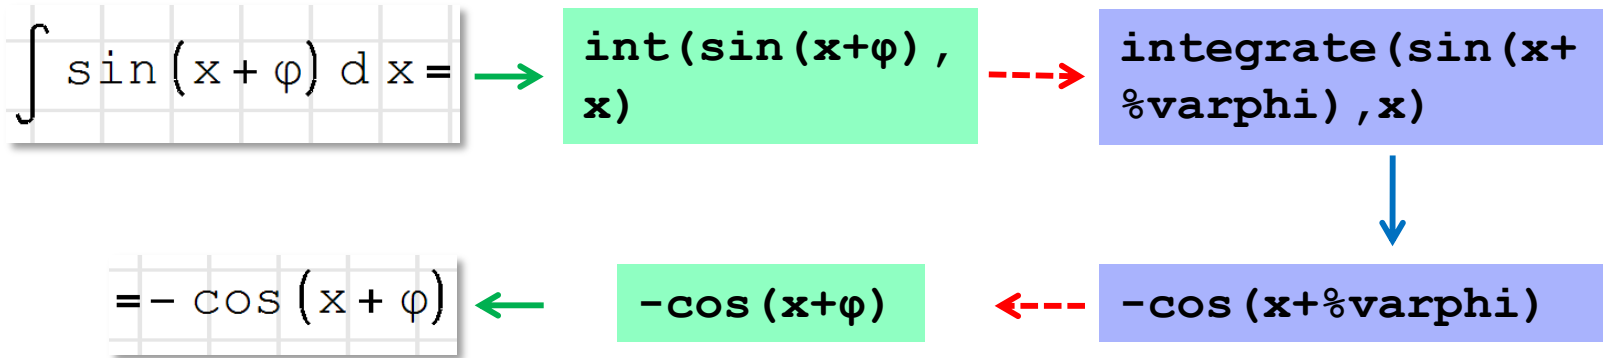 ∫ sin(x + φ) d x =
int(sin(x+φ),
x)
integrate(sin(x+
%varphi),x)
= - cos(x + φ)
-cos(x+φ)
-cos(x+%varphi)